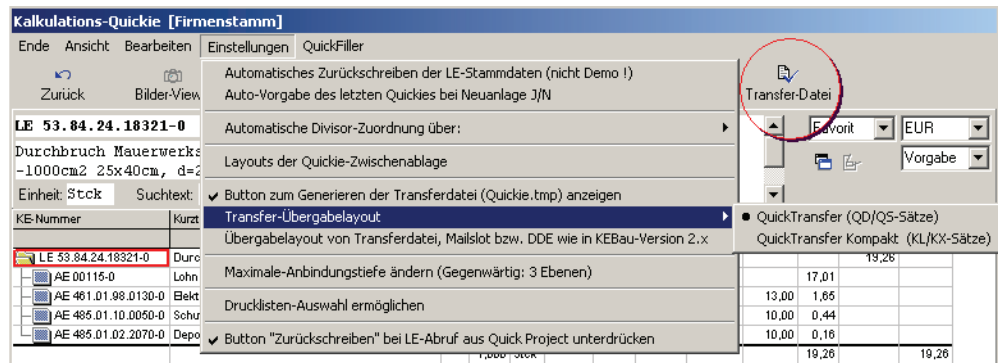 Kalkulations-Quickie [Firmenstamm]
Ende Ansicht Bearbeiten Einstellungen QuickFiller
Zurück Bilder-View Transfer-Datei
Automatisches Zurückschreiben der LE-Stammdaten (nicht Demo !)
Auto-Vorgabe des letzten Quickies bei Neuanlage J/N
Automatische Divisor-Zuordnung über:
Layouts der Quickie-Zwischenablage
✓ Button zum Generieren der Transferdatei (Quickie.tmp) anzeigen
Transfer-Übergabelayout
Übergabelayout von Transferdatei, Mailslot bzw. DDE wie in KEBau-Version 2.x
Maximale-Anbindungstiefe ändern (Gegenwärtig: 3 Ebenen)
Drucklisten-Auswahl ermöglichen
✓ Button "Zurückschreiben" bei LE-Abruf aus Quick Project unterdrücken
● QuickTransfer (QD/QS-Sätze)
QuickTransfer Kompakt (KL/KX-Sätze)
LE 53.84.24.18321-0 Favorit EUR
Durchbruch Mauerwerks
-1000cm2 25x40cm, d=2 Vorgabe
Einheit: Stck Suchtext:
KE-Nummer Kurzt
LE 53.84.24.18321-0 Durc 19,26
AE 00115-0 Lohn 17,01
AE 461.01.98.0130-0 Elekt 13,00 1,65
AE 485.01.10.0050-0 Schut 10,00 0,44
AE 485.01.02.2070-0 Depo 10,00 0,16
1,000 Stck 19,26 19,26